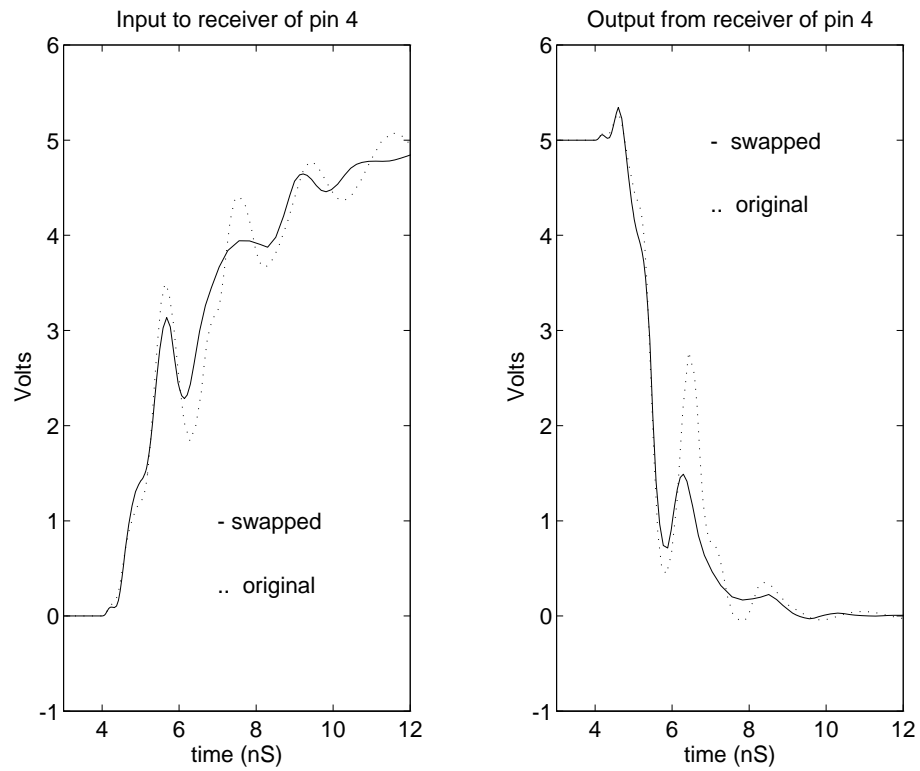 Input to receiver of pin 4
6
5
4
3
2
1
0
-1
Volts
- swapped
.. original
4
6
8
10
12
time (nS)
Output from receiver of pin 4
6
5
4
3
2
1
0
-1
Volts
- swapped
.. original
4
6
8
10
12
time (nS)